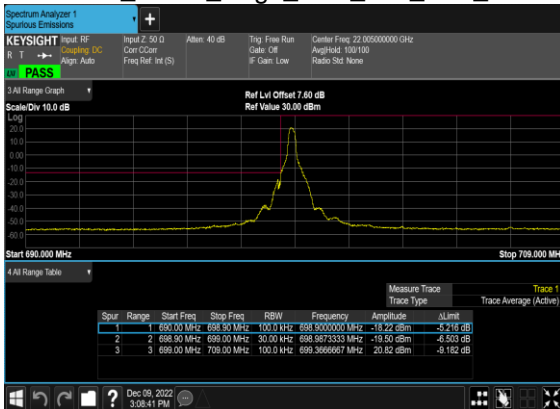 Spectrum Analyzer 1
Spurious Emissions
+
KEYSIGHT Input: RF Input Z: 50 Ω Atten: 40 dB Trig: Free Run Center Freq: 22.005000000 GHz
R T Coupling: DC Corr CCorr Gate: Off Avg|Hold: 100/100
Align: Auto Freq Ref: Int (S) IF Gain: Low Radio Std: None
LM PASS
3 All Range Graph Ref Lvl Offset 7.60 dB
Scale/Div 10.0 dB Ref Value 30.00 dBm
Log
20.0
10.0
0.00
-10.0
-20.0
-30.0
-40.0
-50.0
-60.0
Start 690.000 MHz Stop 709.000 MH
4 All Range Table
Measure Trace Trace 1
Trace Type Trace Average (Active)
Spur Range Start Freq Stop Freq RBW Frequency Amplitude ΔLimit
1 1 690.00 MHz 698.90 MHz 100.0 kHz 698.9000000 MHz -18.22 dBm -5.216 dB
2 2 698.90 MHz 699.00 MHz 30.00 kHz 698.9873333 MHz -19.50 dBm -6.503 dB
3 3 699.00 MHz 709.00 MHz 100.0 kHz 699.3666667 MHz 20.82 dBm -9.182 dB
? Dec 09, 2022
3:08:41 PM